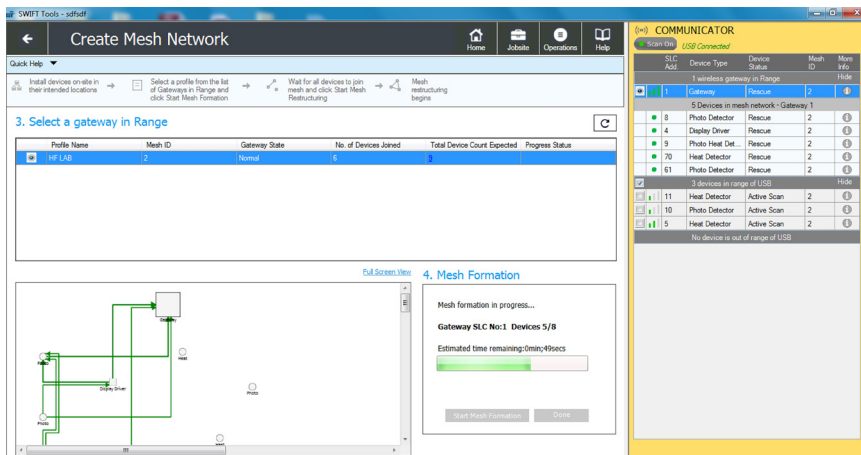 SWIFT Tools - sdfsdf
Create Mesh Network
Home
Jobsite
Operations
Help
Quick Help
Install devices on-site in
their intended locations
Select a profile from the list
of Gateways in Range and
click Start Mesh Formation
Wait for all devices to join
mesh and click Start Mesh
Restructuring
Mesh
restructuring
begins
3. Select a gateway in Range
Profile Name Mesh ID Gateway State No. of Devices Joined Total Device Count Expected Progress Status
HF LAB 2 Normal 6 9
Full Screen View
Gateway
Photo
Heat
Display Driver
Photo
Photo
Heat
4. Mesh Formation
Mesh formation in progress...
Gateway SLC No:1 Devices 5/8
Estimated time remaining:0min;49secs
Start Mesh Formation Done
COMMUNICATOR
Scan On USB Connected
SLC Add. Device Type Device Status Mesh ID More Info
1 wireless gateway in Range Hide
1 Gateway Rescue 2
5 Devices in mesh network - Gateway 1
8 Photo Detector Rescue 2
4 Display Driver Rescue 2
9 Photo Heat Det... Rescue 2
70 Heat Detector Rescue 2
61 Photo Detector Rescue 2
3 devices in range of USB Hide
11 Heat Detector Active Scan 2
10 Photo Detector Active Scan 2
5 Heat Detector Active Scan 2
No device is out of range of USB